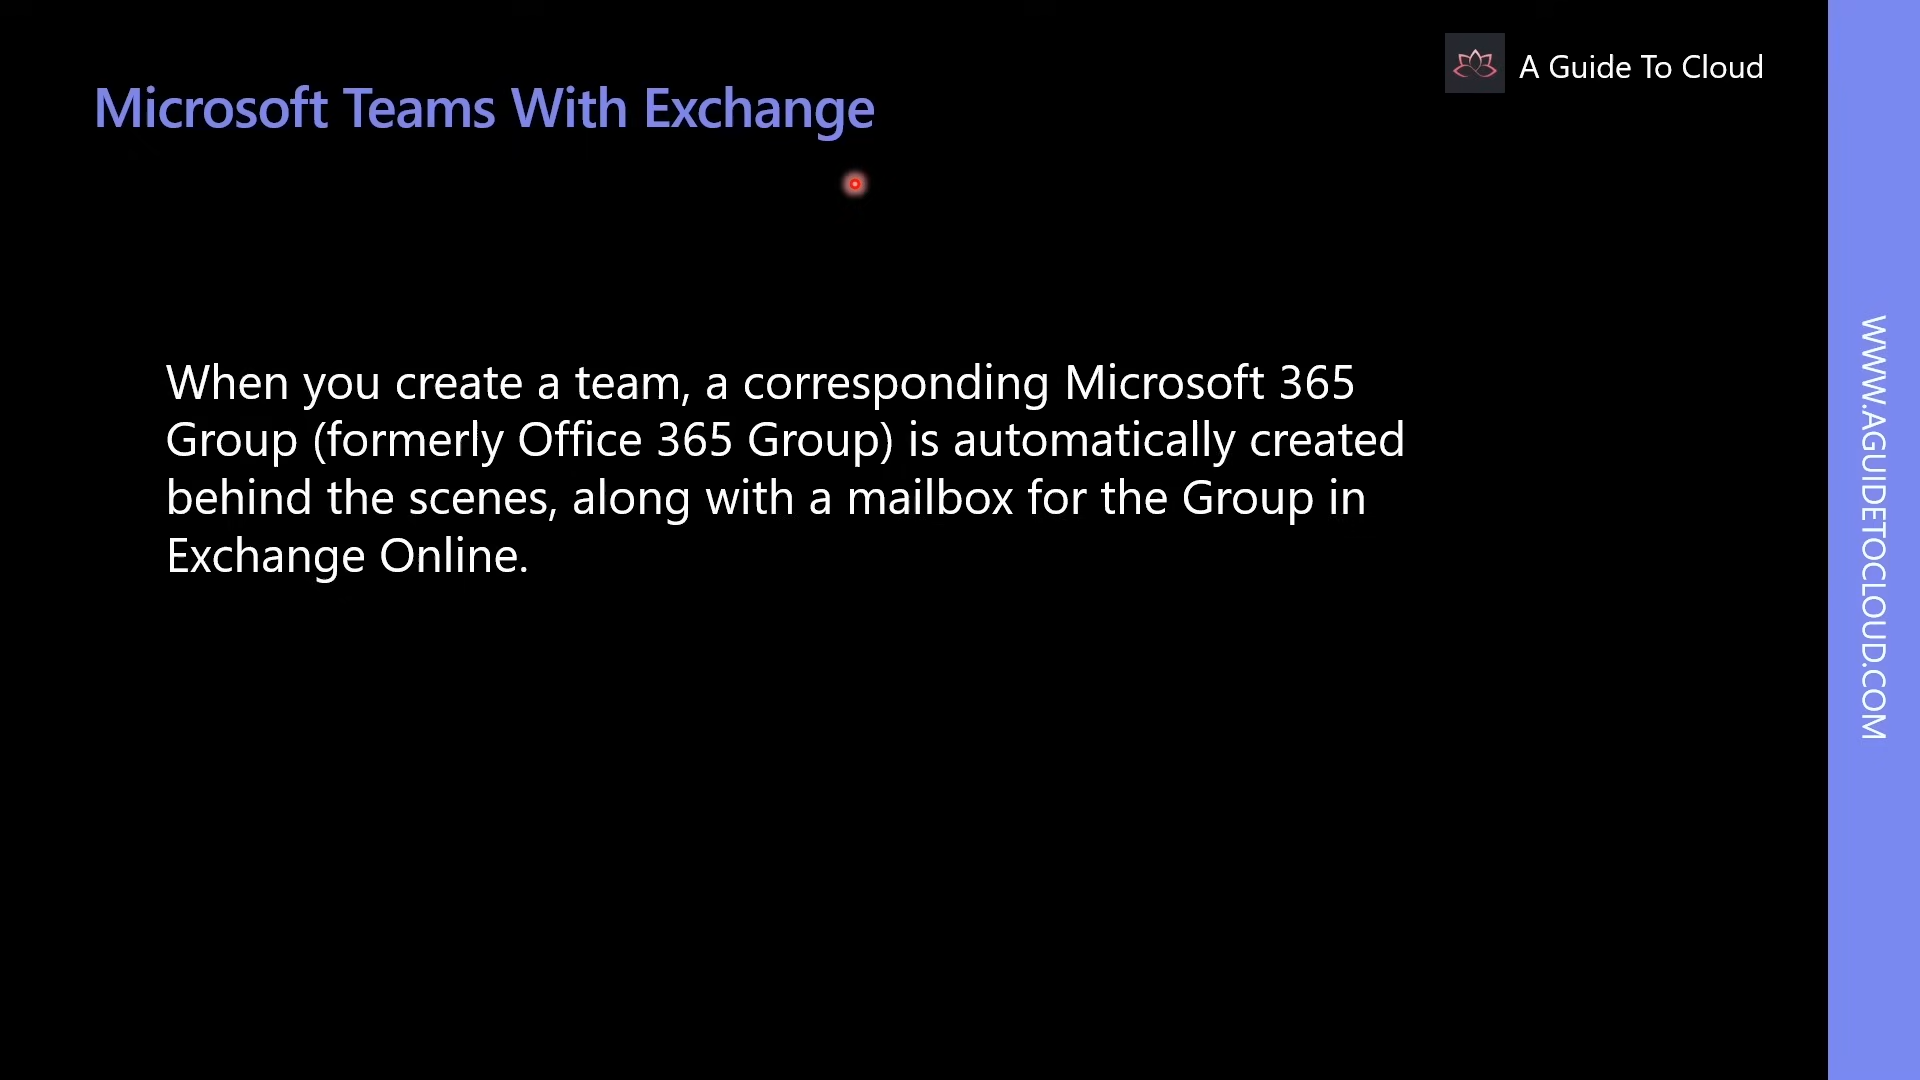 A Guide To Cloud
Microsoft Teams With Exchange
When you create a team, a corresponding Microsoft 365
Group (formerly Office 365 Group) is automatically created
behind the scenes, along with a mailbox for the Group in
Exchange Online.
WWW.AGUIDETOCLOUD.COM